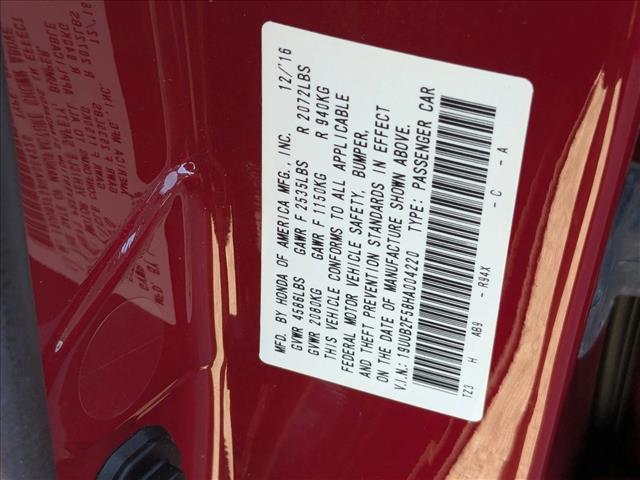 MFD. BY HONDA OF AMERICA MFG., INC. 12/'16
GVWR 4586LBS GAWR F 2535LBS R 2072LBS
GVWR 2080KG GAWR F 1150KG R 940KG
THIS VEHICLE CONFORMS TO ALL APPLICABLE
FEDERAL MOTOR VEHICLE SAFETY, BUMPER,
AND THEFT PREVENTION STANDARDS IN EFFECT
ON THE DATE OF MANUFACTURE SHOWN ABOVE.
V.I.N.: 19UUB2F58HA004220 TYPE: PASSENGER CAR
TZ3 H AB9 - R94X - C - A